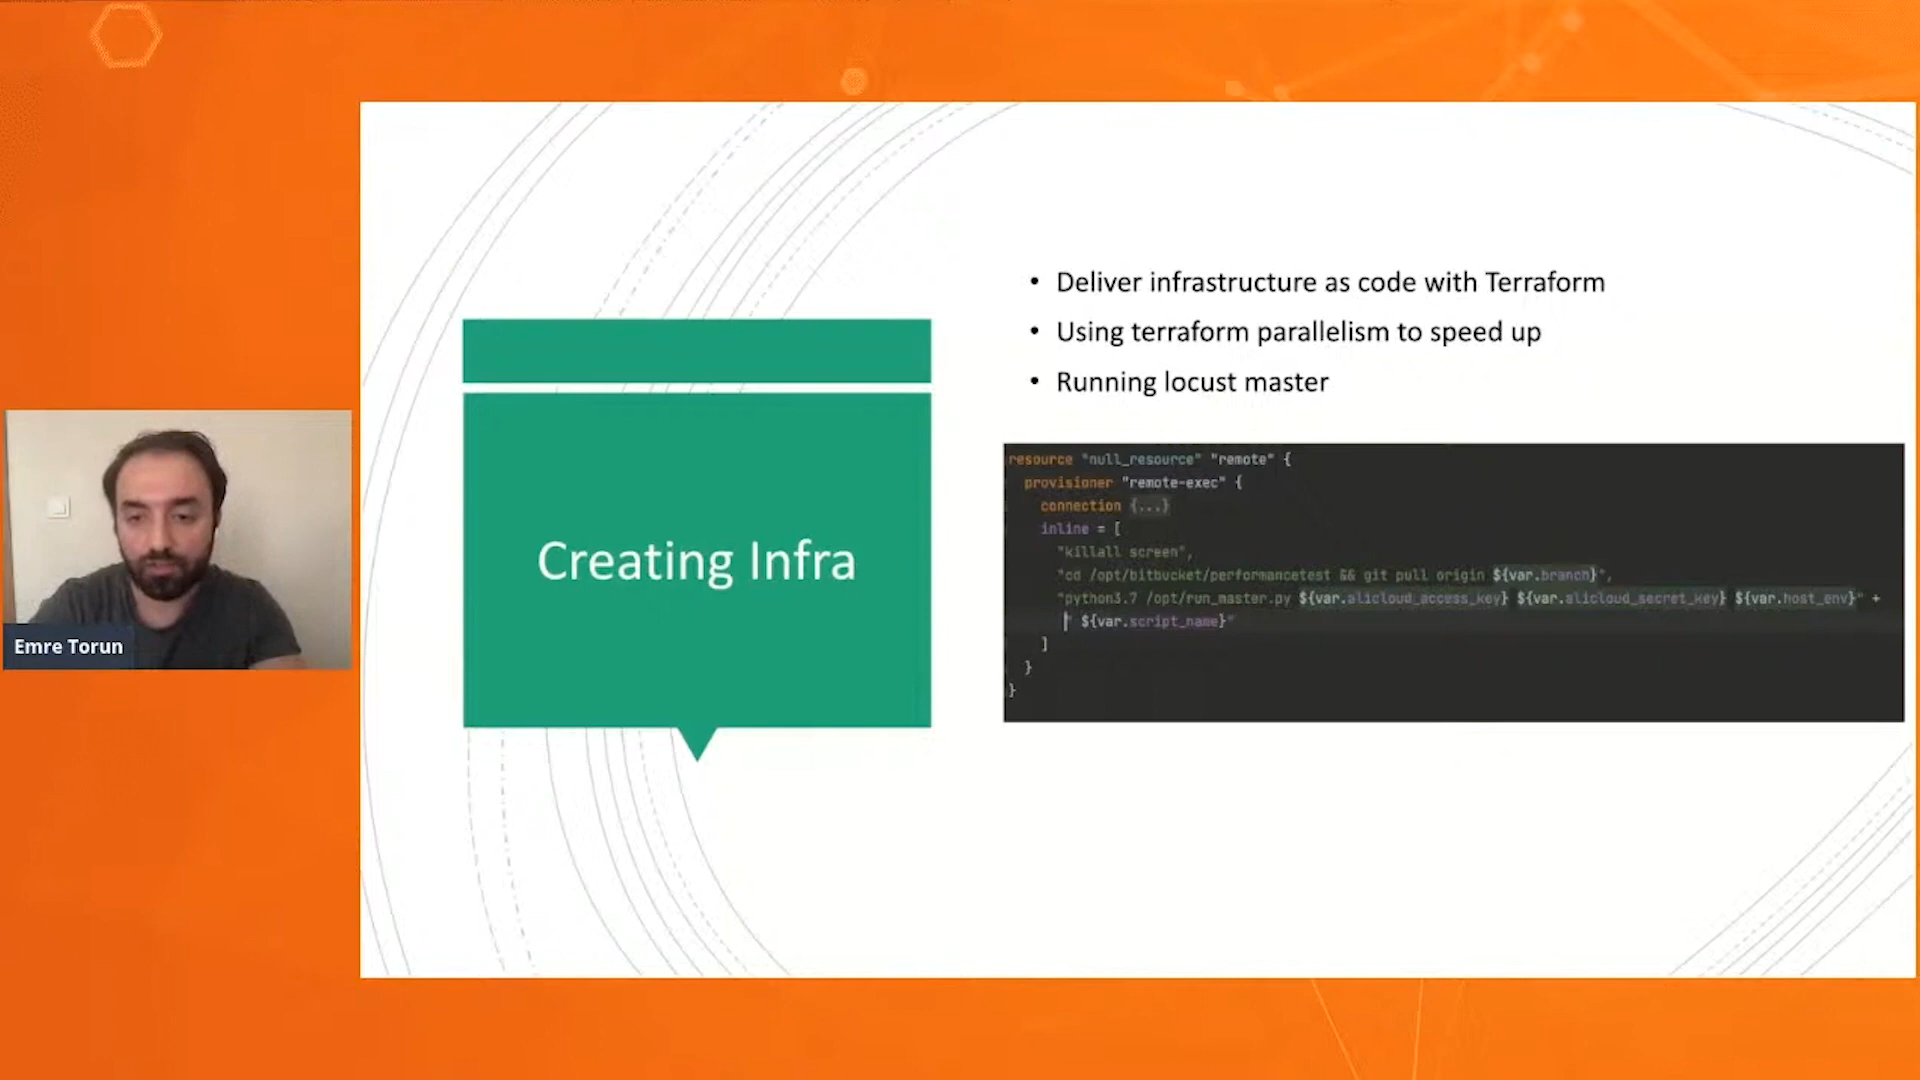 Emre Torun
Creating Infra
• Deliver infrastructure as code with Terraform
• Using terraform parallelism to speed up
• Running locust master
resource "null_resource" "remote" {
provisioner "remote-exec" {
connection {...}
inline = [
"killall screen",
"cd /opt/bitbucket/performancetest && git pull origin ${var.branch}",
"python3.7 /opt/run_master.py ${var.alicloud_access_key} ${var.alicloud_secret_key} ${var.host_env}" +
" ${var.script_name}"
]
}
}